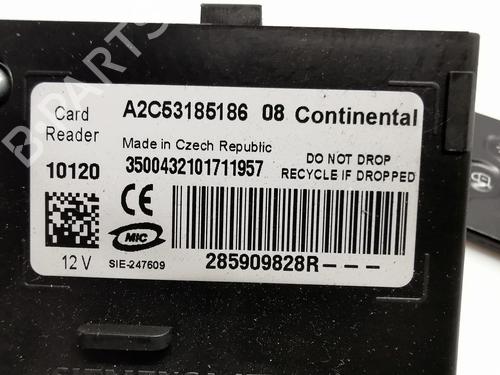 A2C53185186 08 Continental
Card
Reader
Made in Czech Republic
10120
3500432101711957
DO NOT DROP
RECYCLE IF DROPPED
CE
MIC
12 V
SIE-247609
285909828R---
B-PARTS